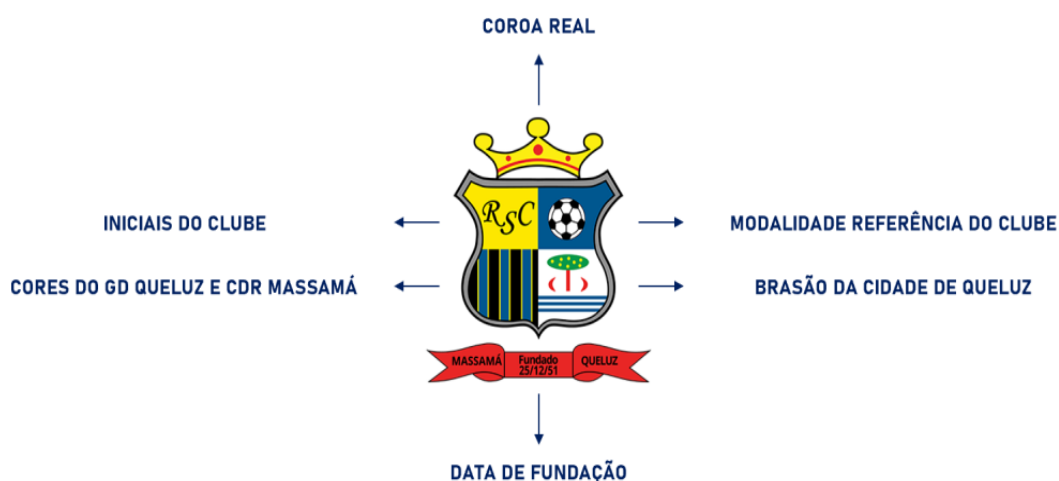 COROA REAL
RSC
INICIAIS DO CLUBE
MODALIDADE REFERÊNCIA DO CLUBE
CORES DO GD QUELUZ E CDR MASSAMÁ
BRASÃO DA CIDADE DE QUELUZ
MASSAMÁ
Fundado
25/12/51
QUELUZ
DATA DE FUNDAÇÃO